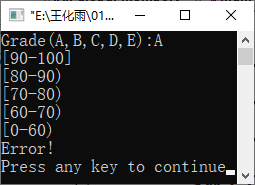 "E:\王化雨\01
Grade(A,B,C,D,E):A
[90-100]
[80-90)
[70-80)
[60-70)
[0-60)
Error!
Press any key to continue